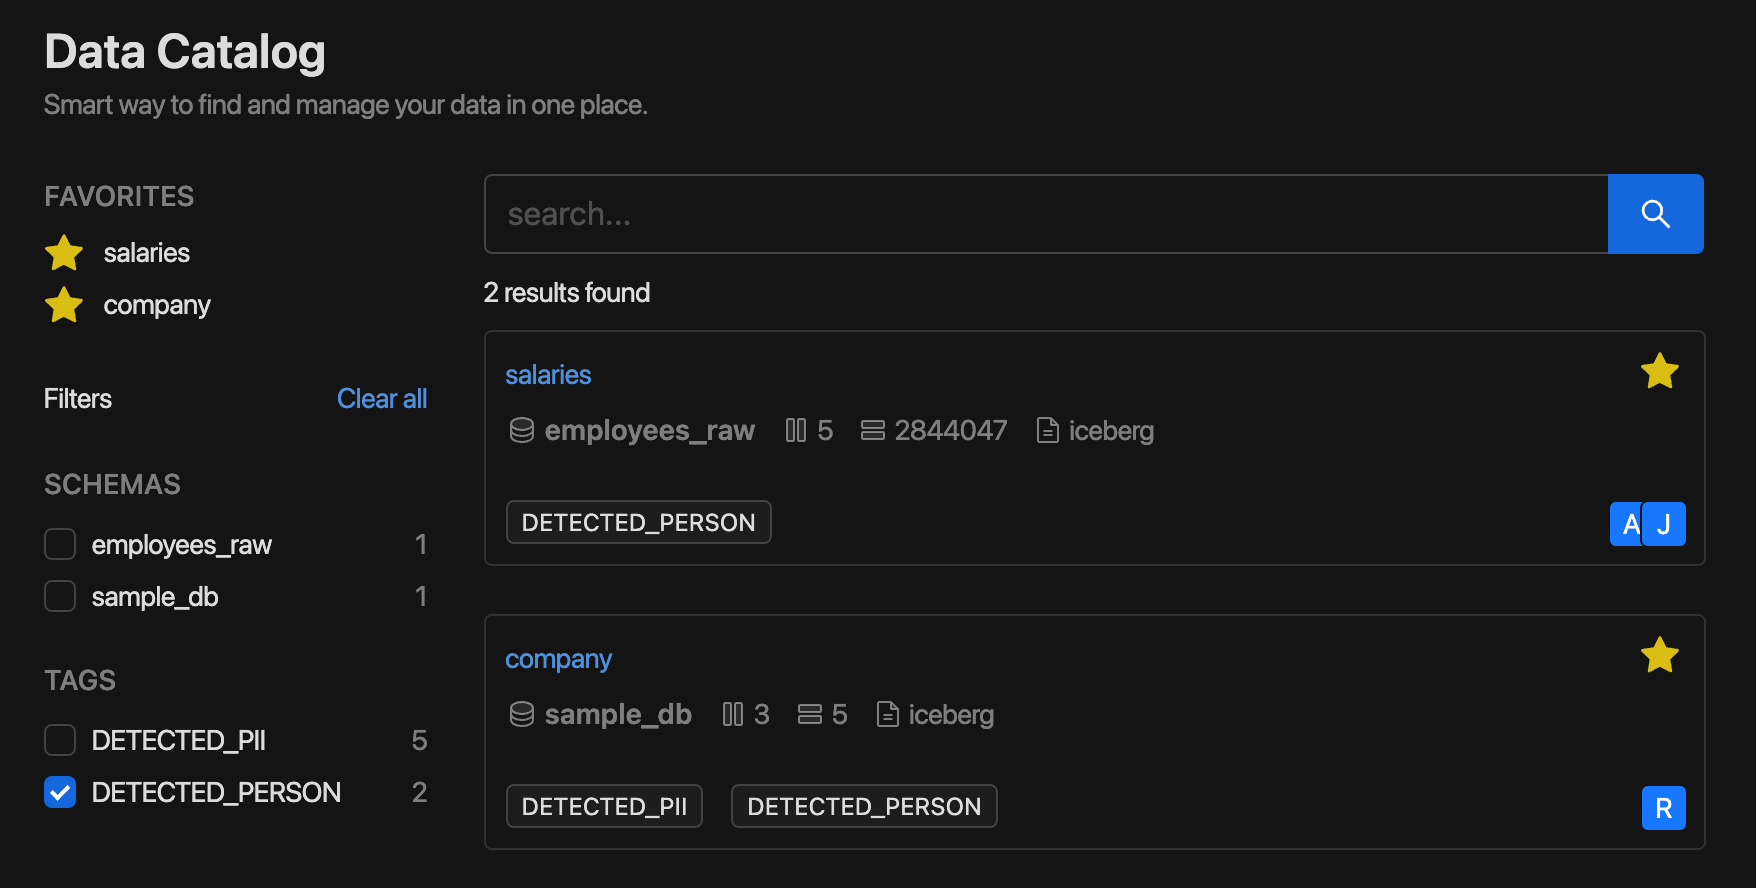 Data Catalog
Smart way to find and manage your data in one place.
FAVORITES
salaries
company
Filters Clear all
SCHEMAS
employees_raw 1
sample_db 1
TAGS
DETECTED_PII 5
DETECTED_PERSON 2
search...
2 results found
salaries
employees_raw 5 2844047 iceberg
DETECTED_PERSON A J
company
sample_db 3 5 iceberg
DETECTED_PII DETECTED_PERSON R